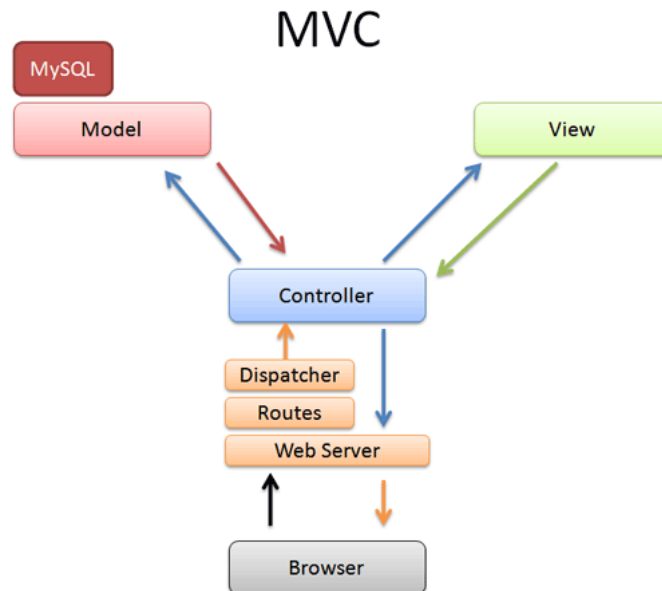 MVC
MySQL
Model
View
Controller
Dispatcher
Routes
Web Server
Browser